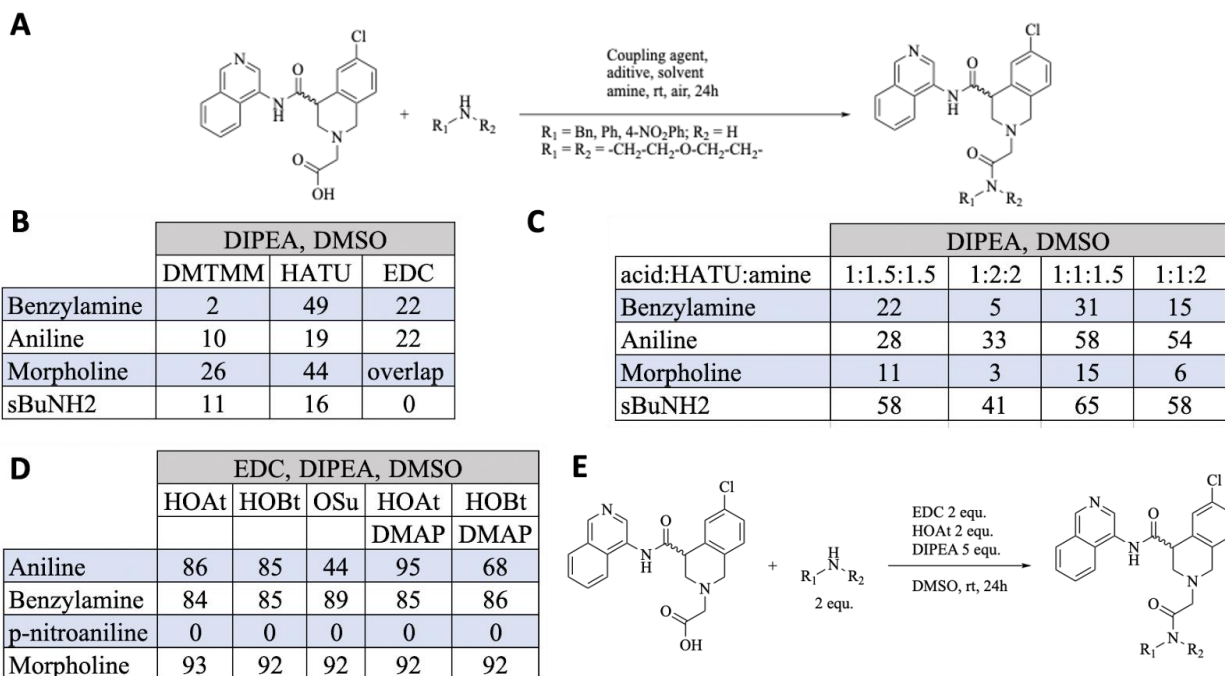 A
Cl
N
O
N
H
N
O
OH
+
H
N
R1
R2
Coupling agent,
aditive, solvent
amine, rt, air, 24h
R1 = Bn, Ph, 4-NO2Ph; R2 = H
R1 = R2 = -CH2-CH2-O-CH2-CH2-
Cl
N
O
N
H
N
O
N
R1
R2
B
DIPEA, DMSO
DMTMM HATU EDC
Benzylamine 2 49 22
Aniline 10 19 22
Morpholine 26 44 overlap
sBuNH2 11 16 0
C
DIPEA, DMSO
acid:HATU:amine 1:1.5:1.5 1:2:2 1:1:1.5 1:1:2
Benzylamine 22 5 31 15
Aniline 28 33 58 54
Morpholine 11 3 15 6
sBuNH2 58 41 65 58
D
EDC, DIPEA, DMSO
HOAt HOBt OSu HOAt HOBt
DMAP DMAP
Aniline 86 85 44 95 68
Benzylamine 84 85 89 85 86
p-nitroaniline 0 0 0 0 0
Morpholine 93 92 92 92 92
E
Cl
N
O
N
H
N
O
OH
+
H
N
R1
R2
2 equ.
EDC 2 equ.
HOAt 2 equ.
DIPEA 5 equ.
DMSO, rt, 24h
Cl
N
O
N
H
N
O
N
R1
R2